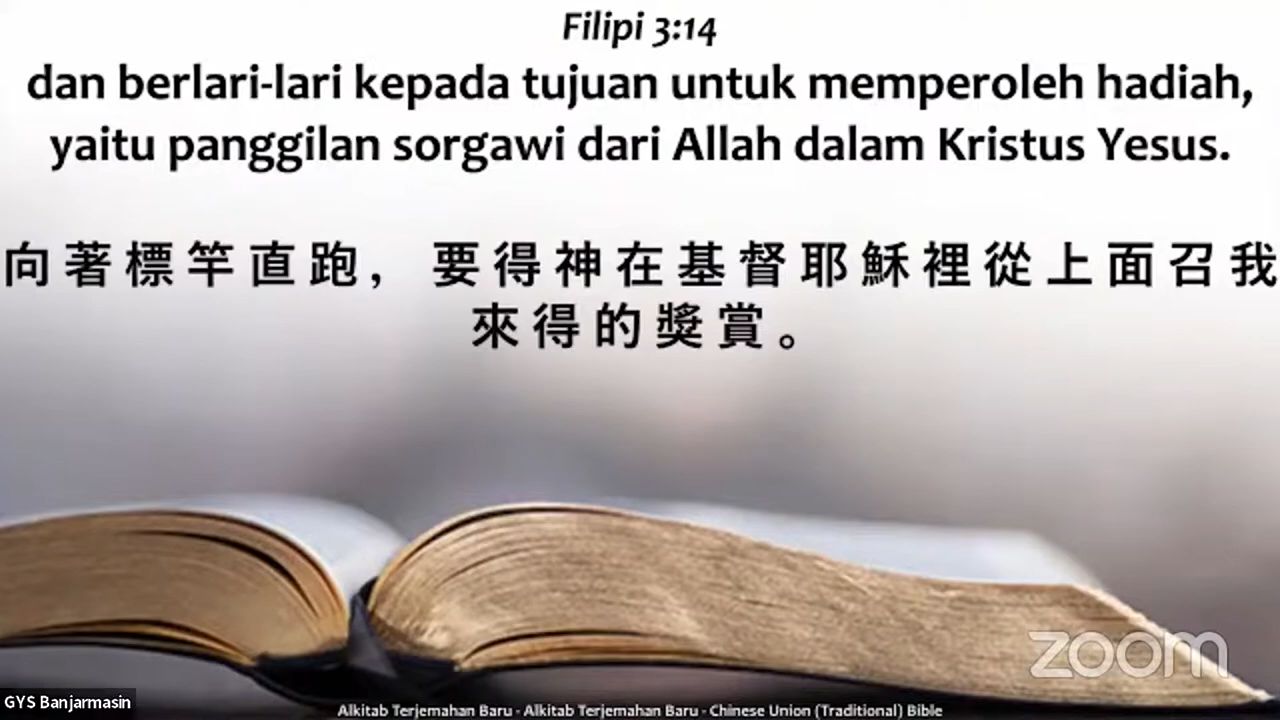 Filipi 3:14
dan berlari-lari kepada tujuan untuk memperoleh hadiah,
yaitu panggilan sorgawi dari Allah dalam Kristus Yesus.
向著標竿直跑，要得神在基督耶穌裡從上面召我
來得的獎賞。
zoom
GYS Banjarmasin
Alkitab Terjemahan Baru - Alkitab Terjemahan Baru - Chinese Union (Traditional) Bible